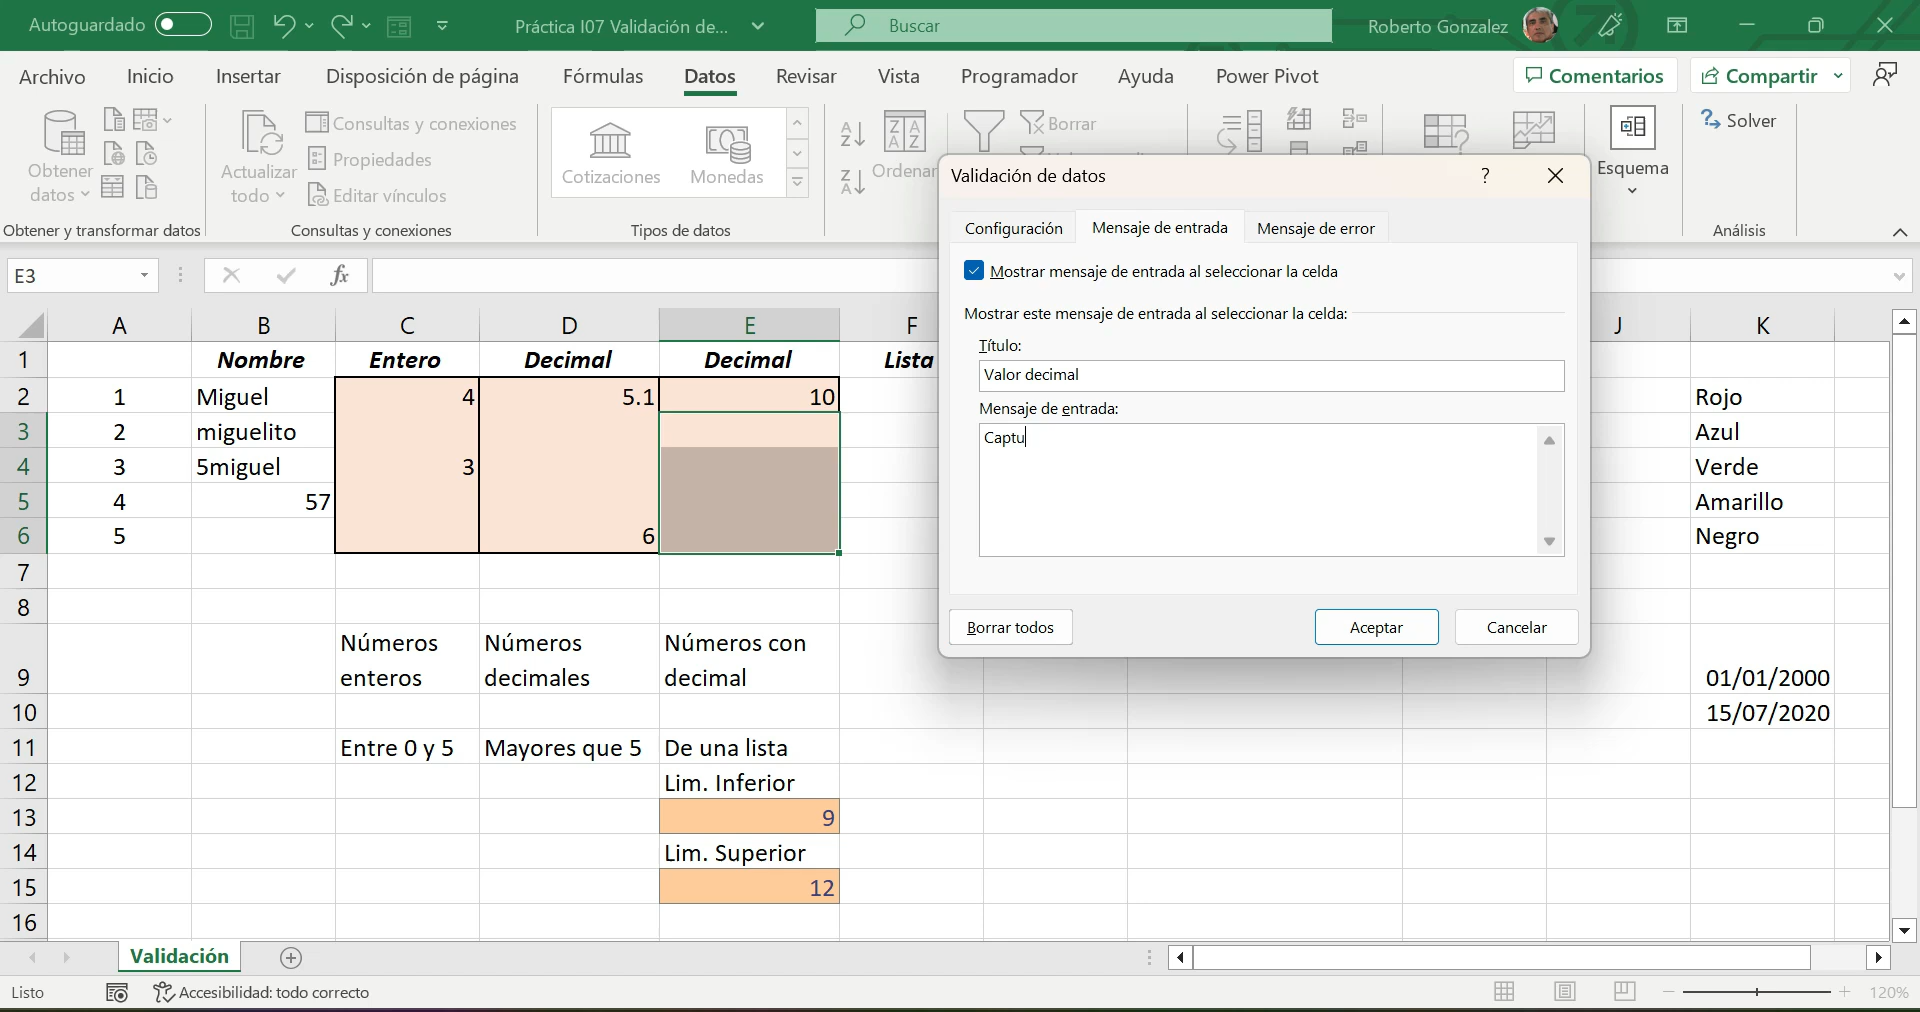 Autoguardado
Práctica I07 Validación de...
Buscar
Roberto Gonzalez
Archivo Inicio Insertar Disposición de página Fórmulas Datos Revisar Vista Programador Ayuda Power Pivot Comentarios Compartir
Obtener datos
Obtener y transformar datos
Actualizar todo
Consultas y conexiones
Propiedades
Editar vínculos
Consultas y conexiones
Cotizaciones
Monedas
Tipos de datos
Ordenar
Borrar
Esquema
Solver
Análisis
E3
fx
Validación de datos
Configuración Mensaje de entrada Mensaje de error
Mostrar mensaje de entrada al seleccionar la celda
Mostrar este mensaje de entrada al seleccionar la celda:
Título:
Valor decimal
Mensaje de entrada:
Captu
Borrar todos Aceptar Cancelar
A B C D E F J K
1 Nombre Entero Decimal Decimal Lista
2 1 Miguel 4 5.1 10 Rojo
3 2 miguelito Azul
4 3 5miguel 3 Verde
5 4 57 Amarillo
6 5 6 Negro
7
8
9 Números enteros Números decimales Números con decimal 01/01/2000
10 15/07/2020
11 Entre 0 y 5 Mayores que 5 De una lista
12 Lim. Inferior
13 9
14 Lim. Superior
15 12
16
Validación
Listo
Accesibilidad: todo correcto
120%